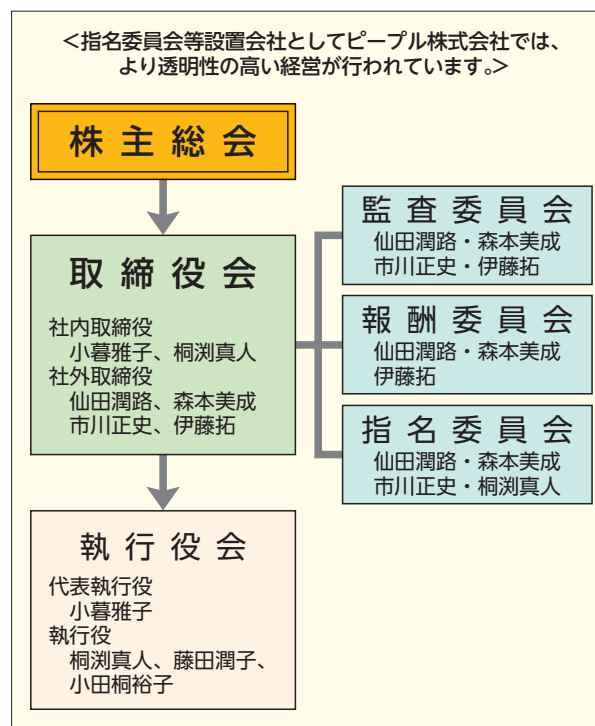 ＜指名委員会等設置会社としてピープル株式会社では、
より透明性の高い経営が行われています。＞
株主総会
取締役会
社内取締役
小暮雅子、桐渕真人
社外取締役
仙田潤路、森本美成
市川正史、伊藤拓
監査委員会
仙田潤路・森本美成
市川正史・伊藤拓
報酬委員会
仙田潤路・森本美成
伊藤拓
指名委員会
仙田潤路・森本美成
市川正史・桐渕真人
執行役会
代表執行役
小暮雅子
執行役
桐渕真人、藤田潤子、
小田桐裕子